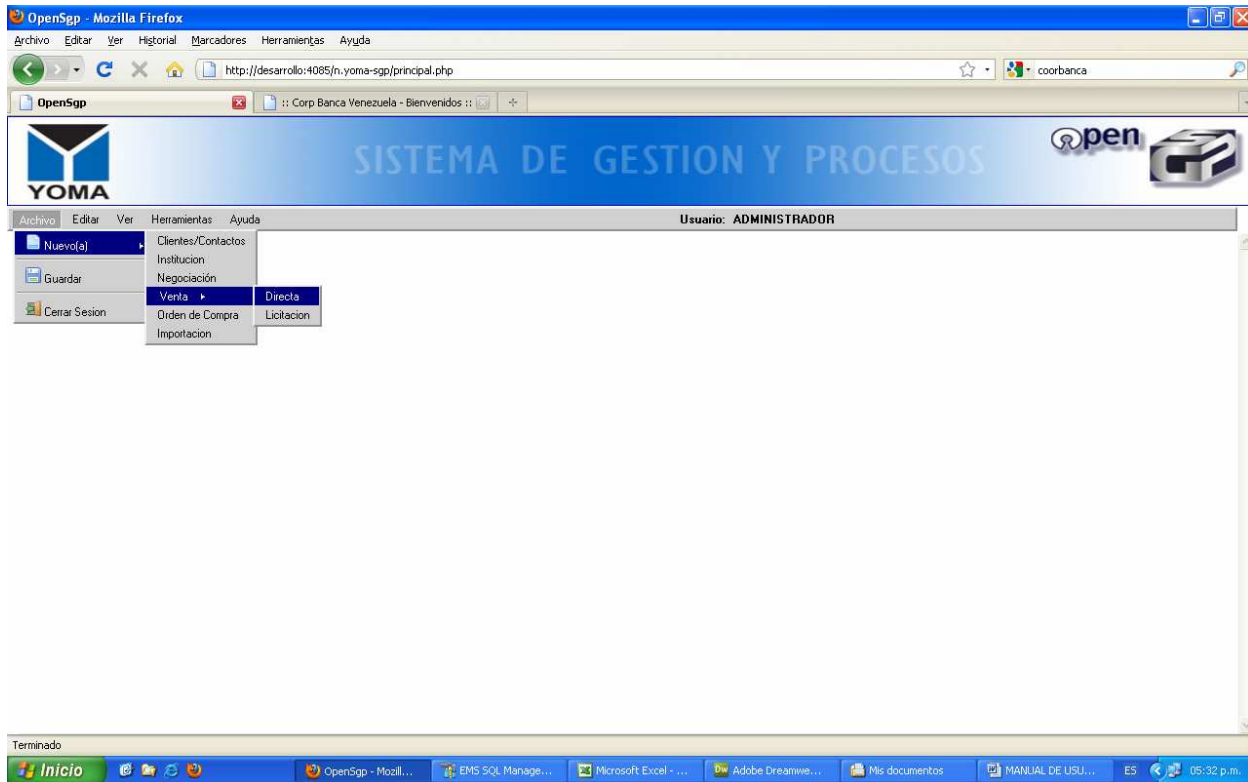 OpenSgp - Mozilla Firefox
Archivo Editar Ver Historial Marcadores Herramientas Ayuda
http://desarrollo:4085/n.yoma-sgp/principal.php
coorbanca
OpenSgp
:: Corp Banca Venezuela - Bienvenidos ::
YOMA
SISTEMA DE GESTION Y PROCESOS
open
Archivo Editar Ver Herramientas Ayuda
Usuario: ADMINISTRADOR
Nuevo(a)
Guardar
Cerrar Sesion
Clientes/Contactos
Institucion
Negociación
Venta
Orden de Compra
Importacion
Directa
Licitacion
Terminado
Inicio
OpenSgp - Mozill...
EMS SQL Manage...
Microsoft Excel - ...
Adobe Dreamwe...
Mis documentos
MANUAL DE USU...
ES
05:32 p.m.